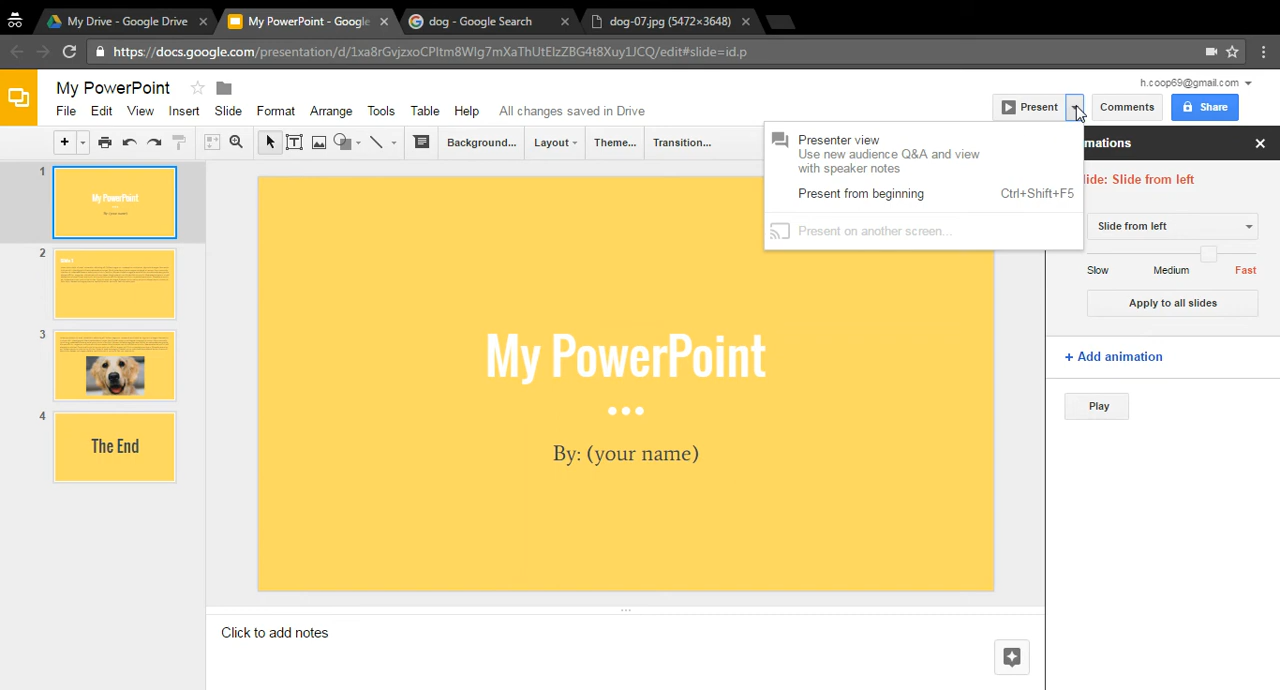 My Drive - Google Drive
My PowerPoint - Google
dog - Google Search
dog-07.jpg (5472×3648)
https://docs.google.com/presentation/d/1xa8rGvjzxoCPltm8Wlg7mXaThUtElzZBG4t8Xuy1JCQ/edit#slide=id.p
My PowerPoint
h.coop69@gmail.com
File Edit View Insert Slide Format Arrange Tools Table Help All changes saved in Drive
Present Comments Share
Background... Layout Theme... Transition...
Presenter view
Use new audience Q&A and view
with speaker notes
Present from beginning Ctrl+Shift+F5
Present on another screen...
mations
lide: Slide from left
Slide from left
Slow Medium Fast
Apply to all slides
+ Add animation
Play
1
My PowerPoint
By: (your name)
2
3
4
The End
My PowerPoint
By: (your name)
Click to add notes